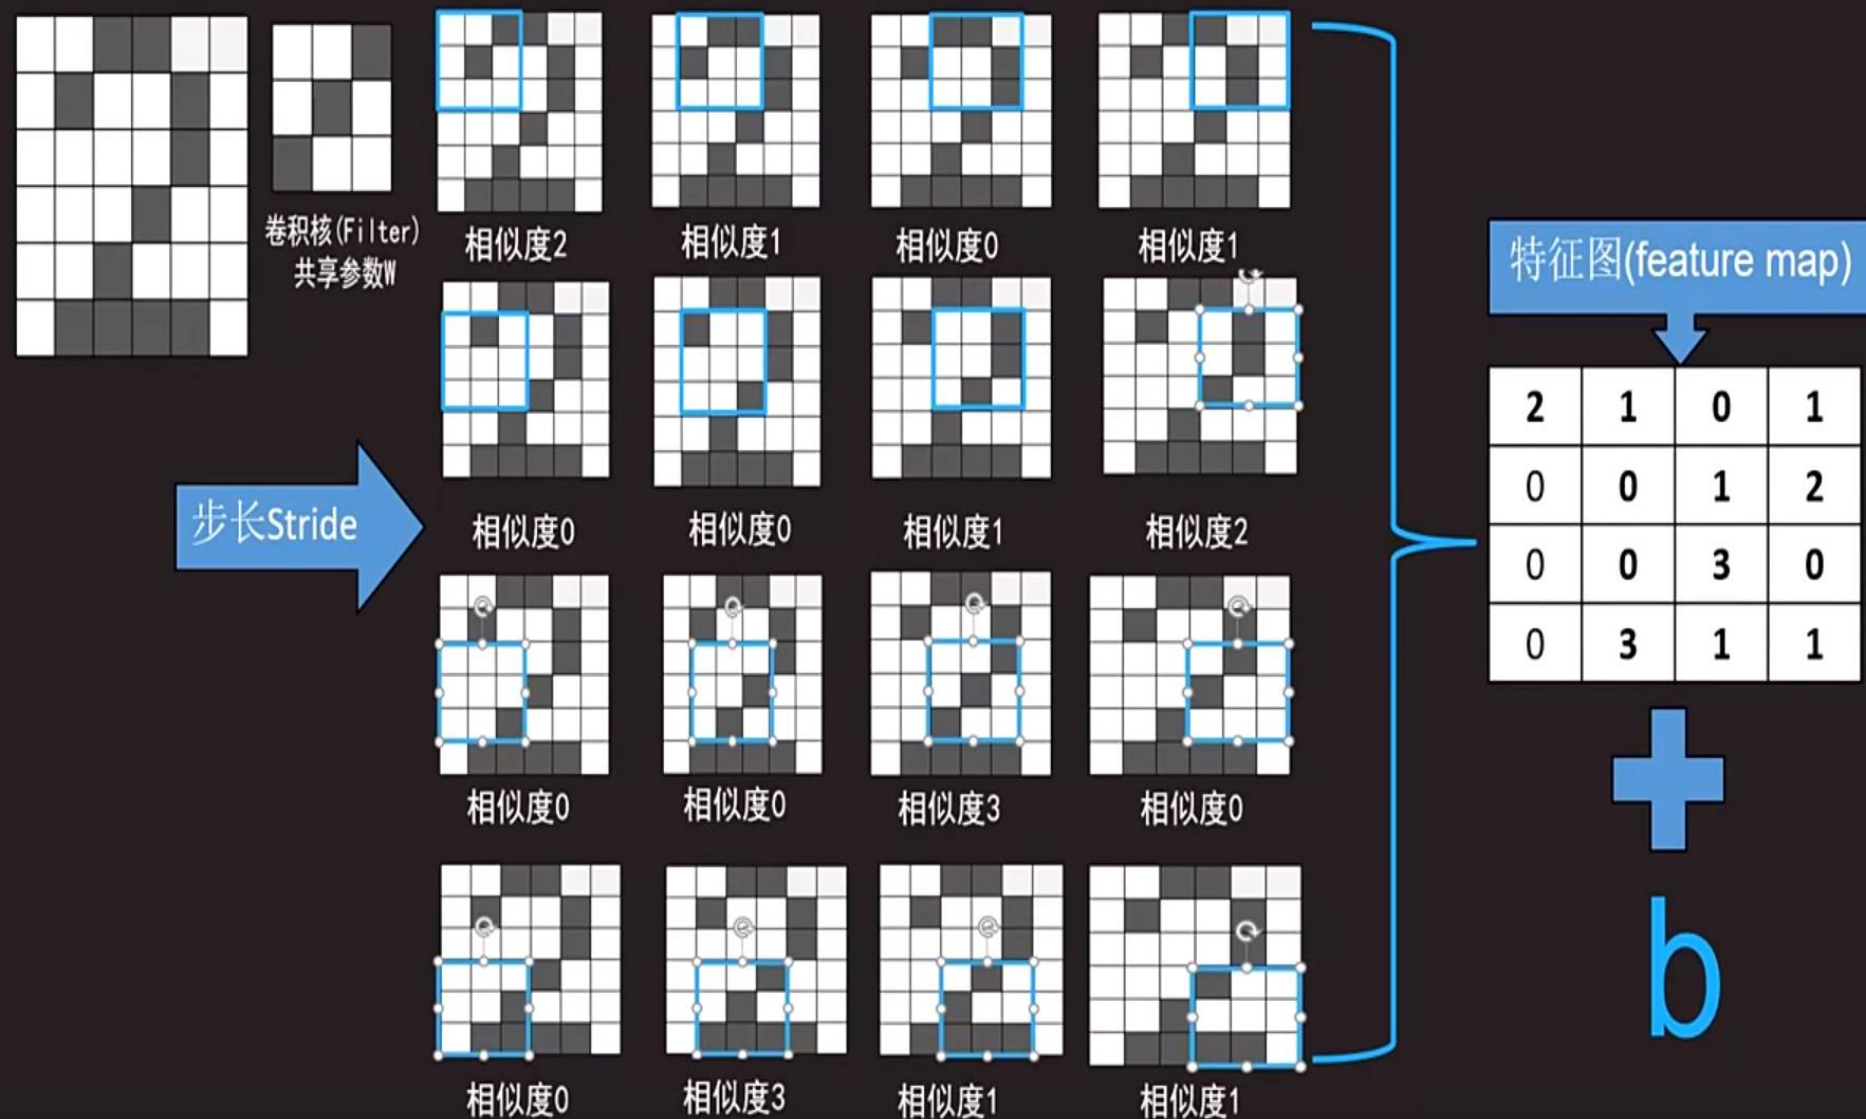 卷积核(Filter)
共享参数W
相似度2
相似度1
相似度0
相似度1
特征图(feature map)
步长Stride
相似度0
相似度0
相似度1
相似度2
2 1 0 1
0 0 1 2
0 0 3 0
0 3 1 1
相似度0
相似度0
相似度3
相似度0
b
相似度0
相似度3
相似度1
相似度1